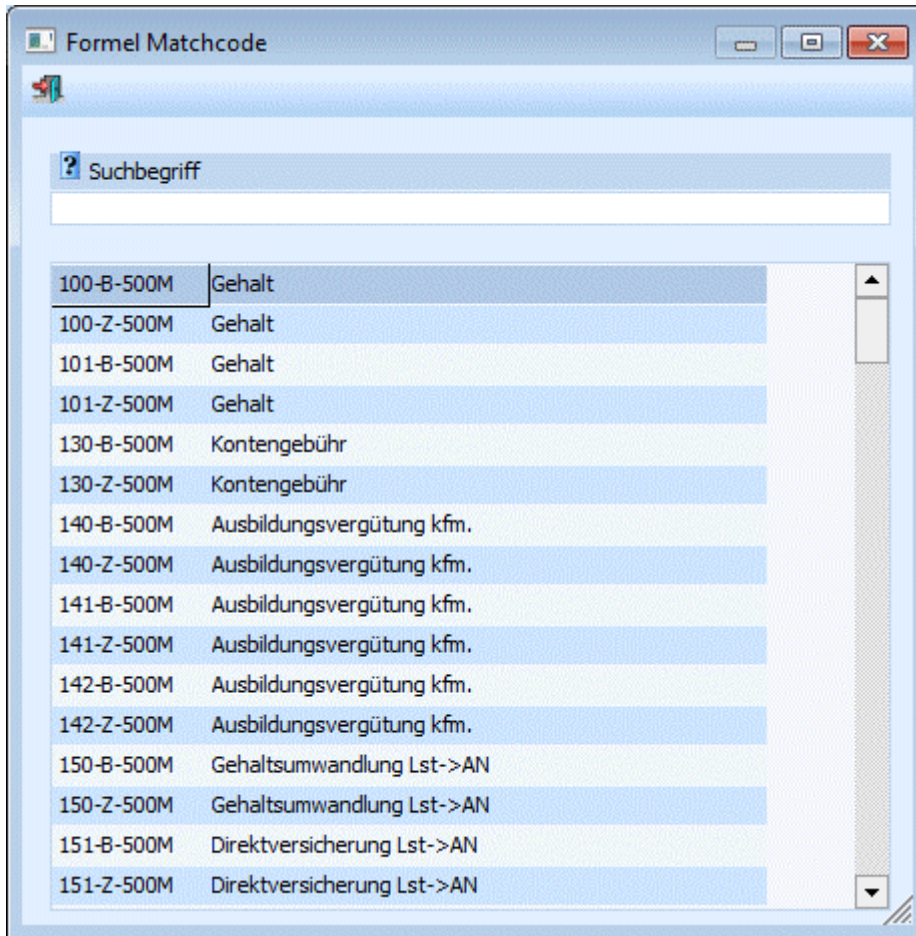 Formel Matchcode
? Suchbegriff
100-B-500M Gehalt
100-Z-500M Gehalt
101-B-500M Gehalt
101-Z-500M Gehalt
130-B-500M Kontengebühr
130-Z-500M Kontengebühr
140-B-500M Ausbildungsvergütung kfm.
140-Z-500M Ausbildungsvergütung kfm.
141-B-500M Ausbildungsvergütung kfm.
141-Z-500M Ausbildungsvergütung kfm.
142-B-500M Ausbildungsvergütung kfm.
142-Z-500M Ausbildungsvergütung kfm.
150-B-500M Gehaltsumwandlung Lst->AN
150-Z-500M Gehaltsumwandlung Lst->AN
151-B-500M Direktversicherung Lst->AN
151-Z-500M Direktversicherung Lst->AN